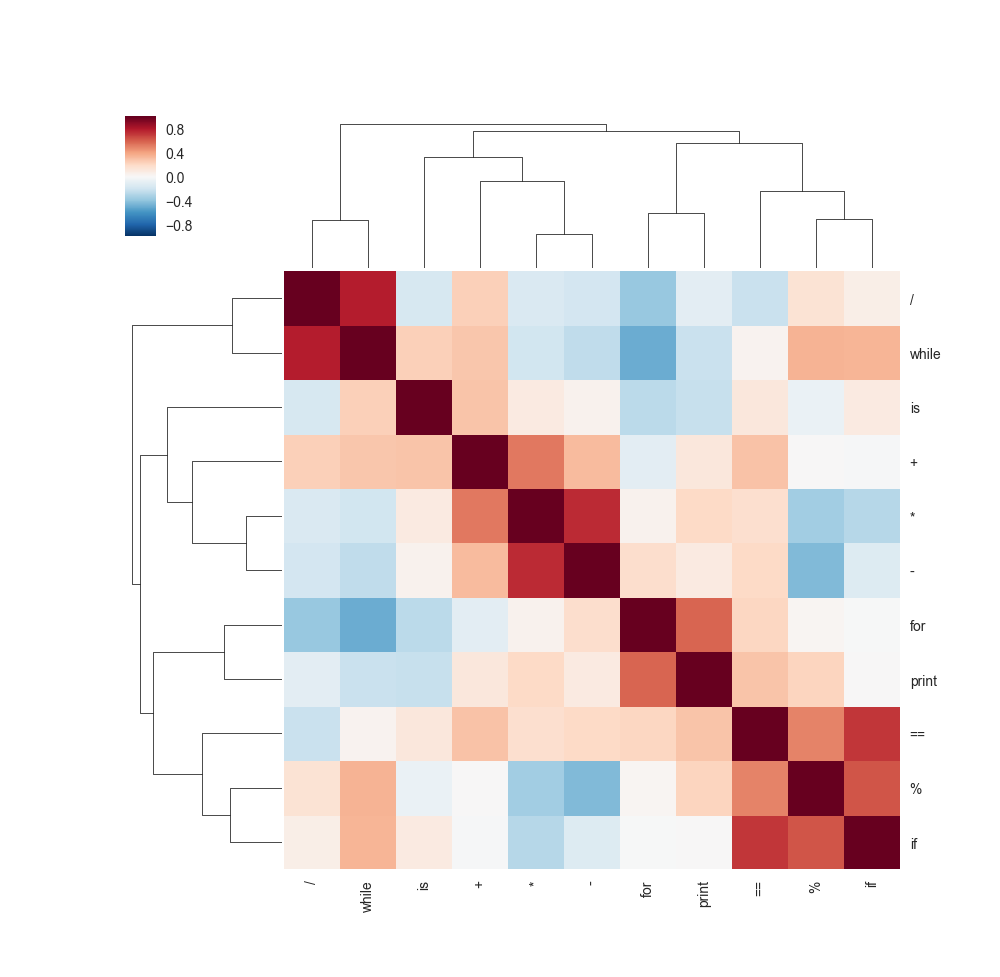 0.8
0.4
0.0
−0.4
−0.8
/
while
is
+
*
-
for
print
==
%
if
/ while is + * - for print == % if